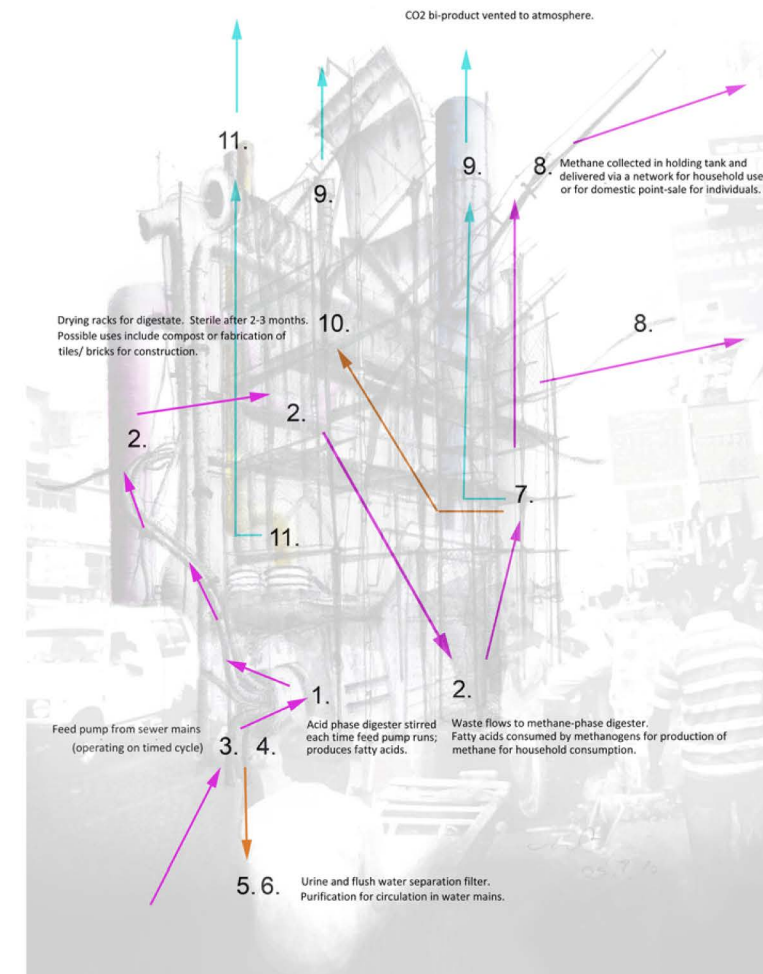 CO2 bi-product vented to atmosphere.
11.
9.
9.
8.
Methane collected in holding tank and
delivered via a network for household use
or for domestic point-sale for individuals.
Drying racks for digestate. Sterile after 2-3 months.
Possible uses include compost or fabrication of
tiles/ bricks for construction.
10.
8.
2.
2.
7.
11.
1.
2.
Feed pump from sewer mains
(operating on timed cycle)
3. 4.
Acid phase digester stirred
each time feed pump runs;
produces fatty acids.
Waste flows to methane-phase digester.
Fatty acids consumed by methanogens for production of
methane for household consumption.
5. 6.
Urine and flush water separation filter.
Purification for circulation in water mains.